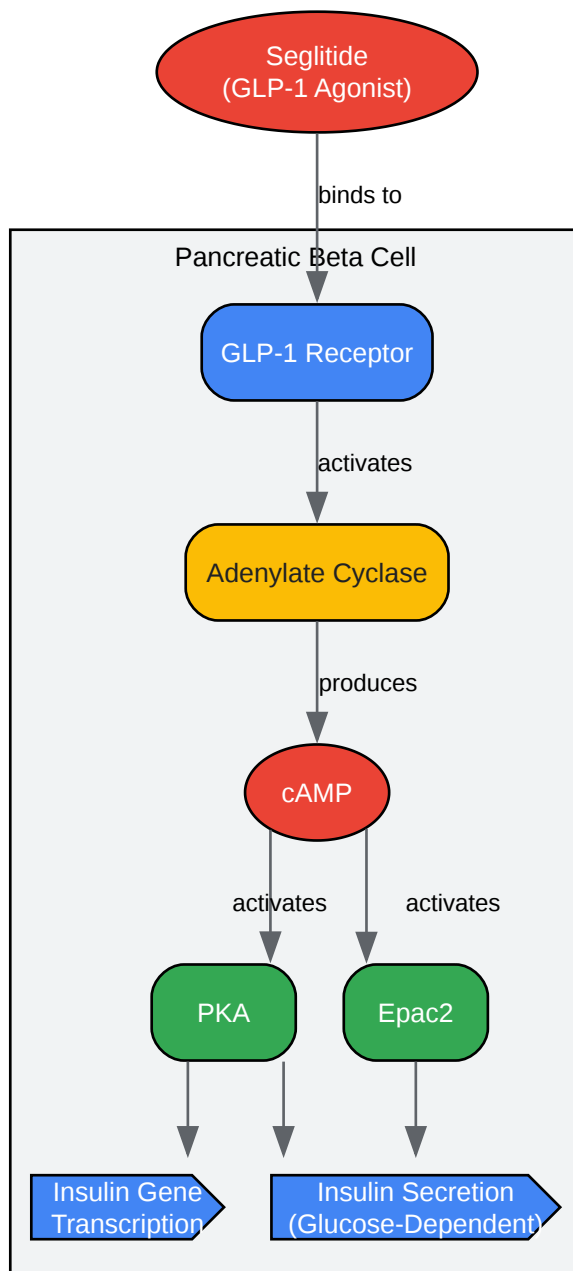 Seglitide
(GLP-1 Agonist)
binds to
Pancreatic Beta Cell
GLP-1 Receptor
activates
Adenylate Cyclase
produces
cAMP
activates
activates
PKA
Epac2
Insulin Gene
Transcription
Insulin Secretion
(Glucose-Dependent)